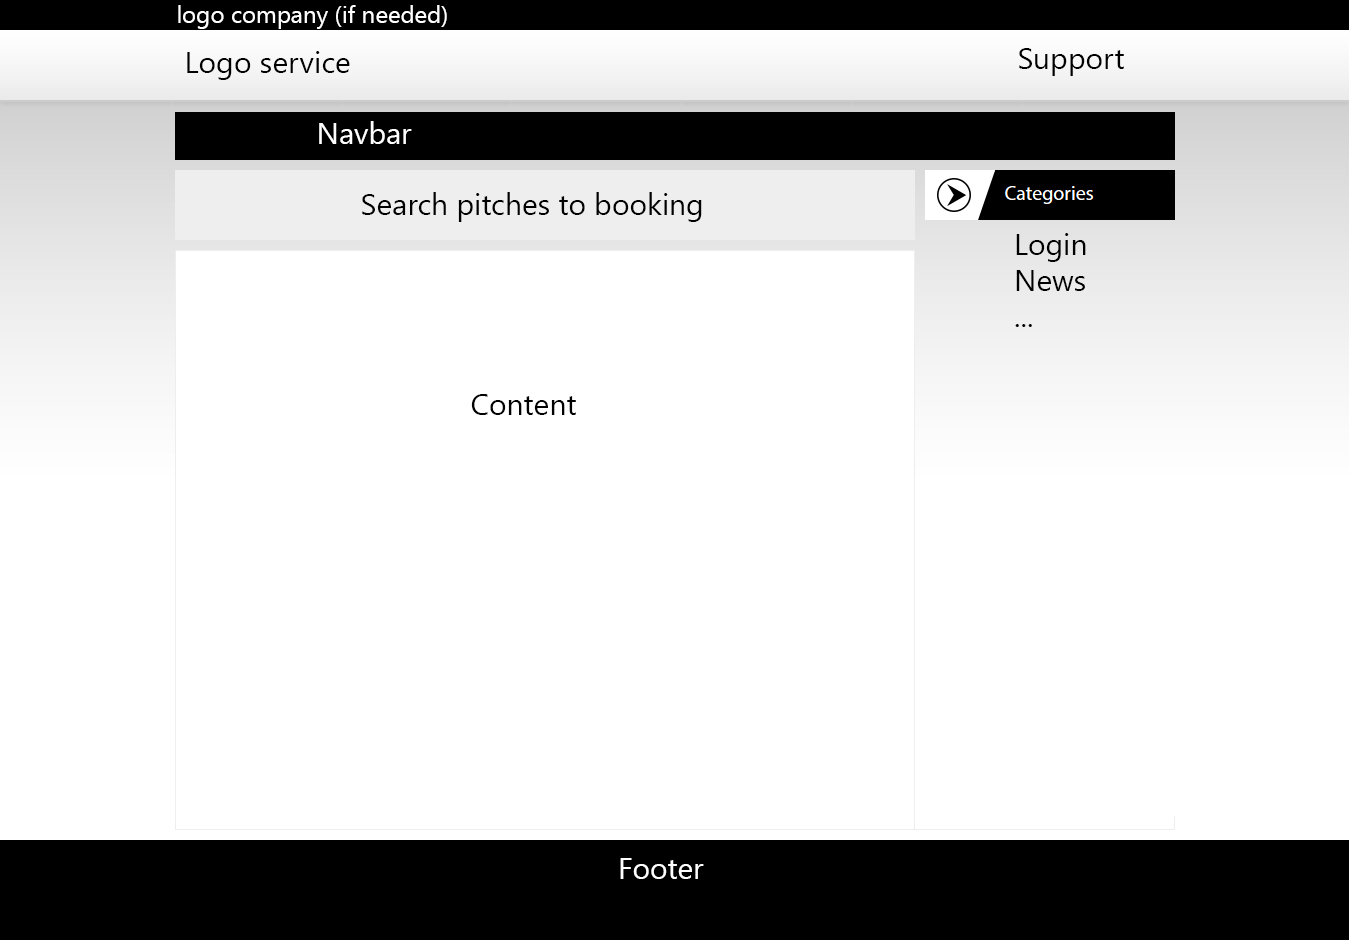 logo company (if needed)
Logo service
Support
Navbar
Search pitches to booking
Categories
Login
News
...
Content
Footer